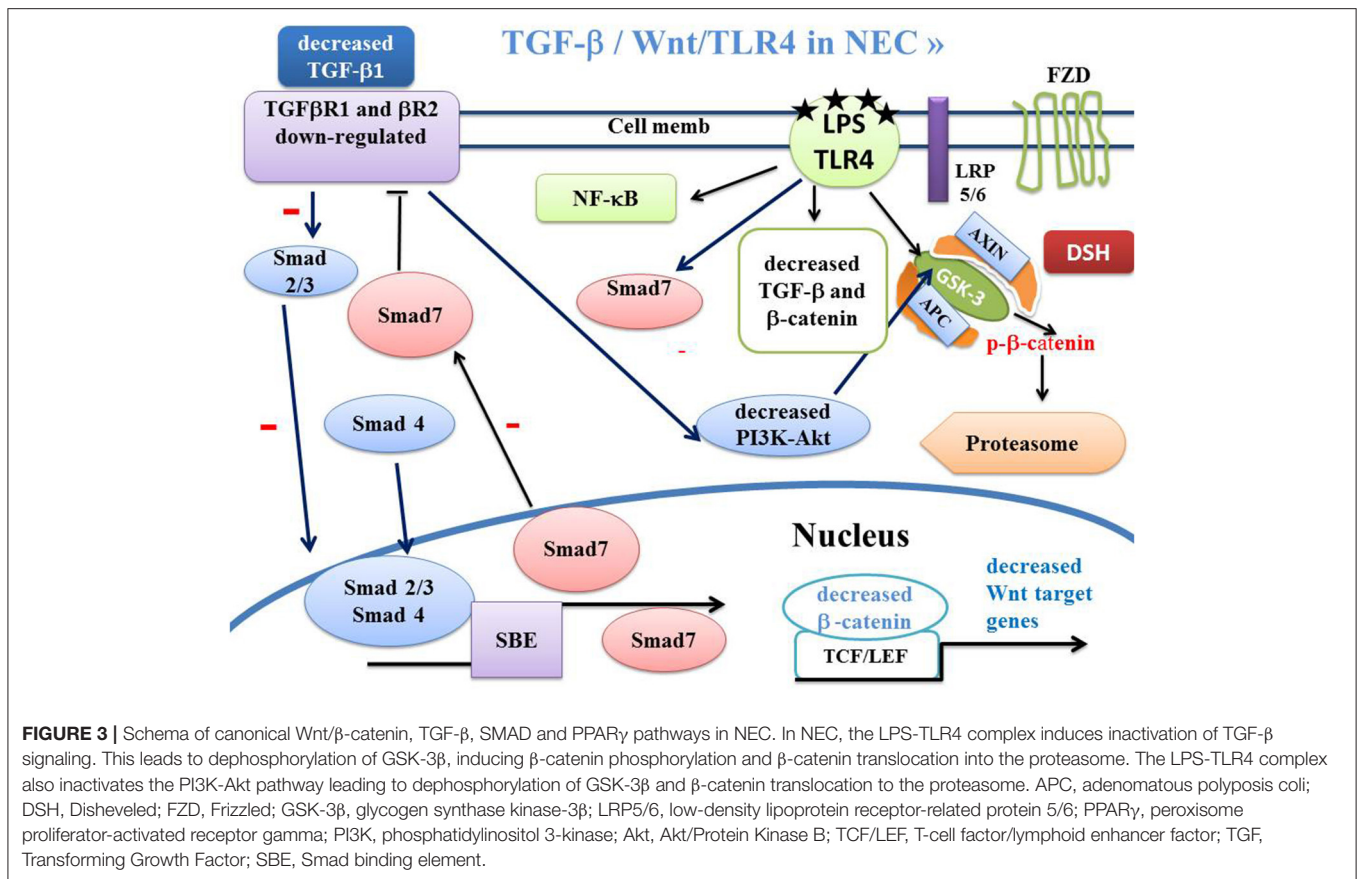 TGF-β / Wnt/TLR4 in NEC »
decreased
TGF-β1
TGFβR1 and βR2
down-regulated
Cell memb
LPS
TLR4
FZD
LRP
5/6
NF-κB
AXIN
DSH
GSK-3
APC
Smad
2/3
Smad7
Smad7
decreased
TGF-β and
β-catenin
p-β-catenin
Smad 4
decreased
PI3K-Akt
Proteasome
Nucleus
Smad7
Smad 2/3
Smad 4
SBE
Smad7
decreased
β-catenin
TCF/LEF
decreased
Wnt target
genes
FIGURE 3 | Schema of canonical Wnt/β-catenin, TGF-β, SMAD and PPARγ pathways in NEC. In NEC, the LPS-TLR4 complex induces inactivation of TGF-β
signaling. This leads to dephosphorylation of GSK-3β, inducing β-catenin phosphorylation and β-catenin translocation into the proteasome. The LPS-TLR4 complex
also inactivates the PI3K-Akt pathway leading to dephosphorylation of GSK-3β and β-catenin translocation to the proteasome. APC, adenomatous polyposis coli;
DSH, Disheveled; FZD, Frizzled; GSK-3β, glycogen synthase kinase-3β; LRP5/6, low-density lipoprotein receptor-related protein 5/6; PPARγ, peroxisome
proliferator-activated receptor gamma; PI3K, phosphatidylinositol 3-kinase; Akt, Akt/Protein Kinase B; TCF/LEF, T-cell factor/lymphoid enhancer factor; TGF,
Transforming Growth Factor; SBE, Smad binding element.